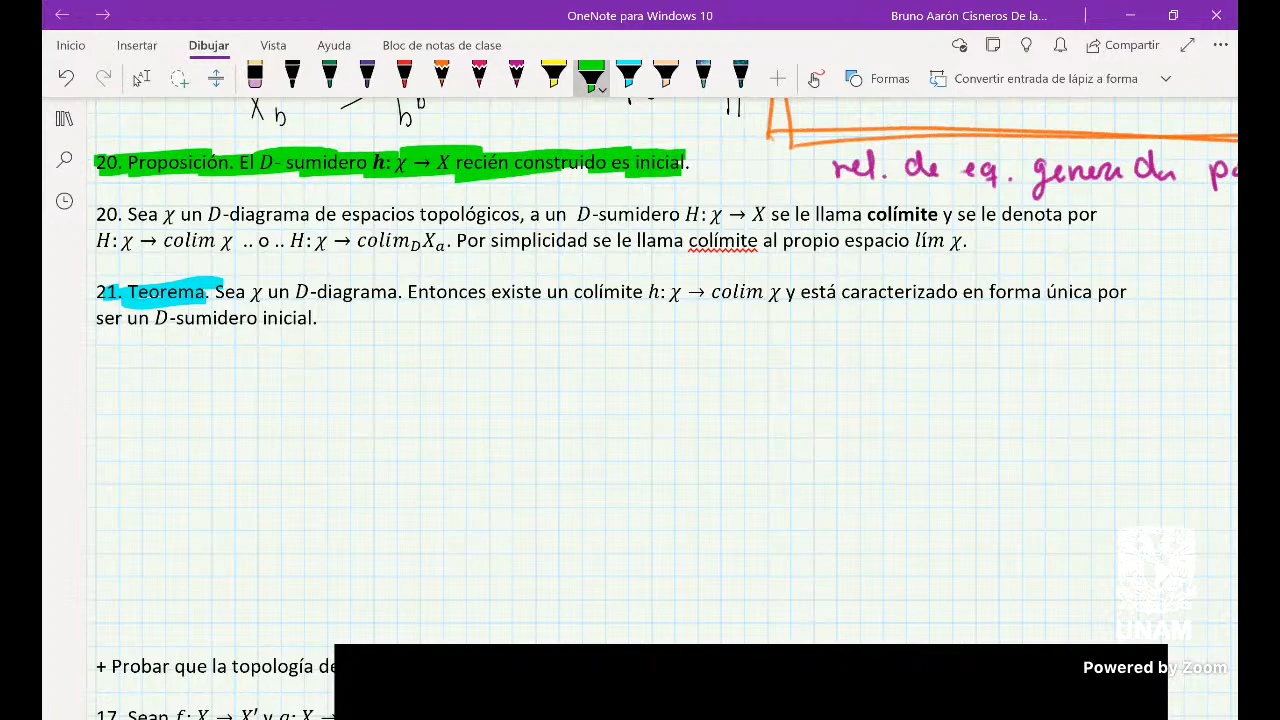 OneNote para Windows 10
Bruno Aarón Cisneros De la...
Inicio Insertar Dibujar Vista Ayuda Bloc de notas de clase Compartir
Formas Convertir entrada de lápiz a forma
X b b
20. Proposición. El D- sumidero h: χ → X recién construido es inicial.
rel. de eq. generada
20. Sea χ un D-diagrama de espacios topológicos, a un D-sumidero H: χ → X se le llama colímite y se le denota por
H: χ → colim χ .. o .. H: χ → colim_D X_a. Por simplicidad se le llama colímite al propio espacio lím χ.
21. Teorema. Sea χ un D-diagrama. Entonces existe un colímite h: χ → colim χ y está caracterizado en forma única por
ser un D-sumidero inicial.
UNAM
+ Probar que la topología de
Powered by Zoom
17. Sean f: X → X′ y g: X →